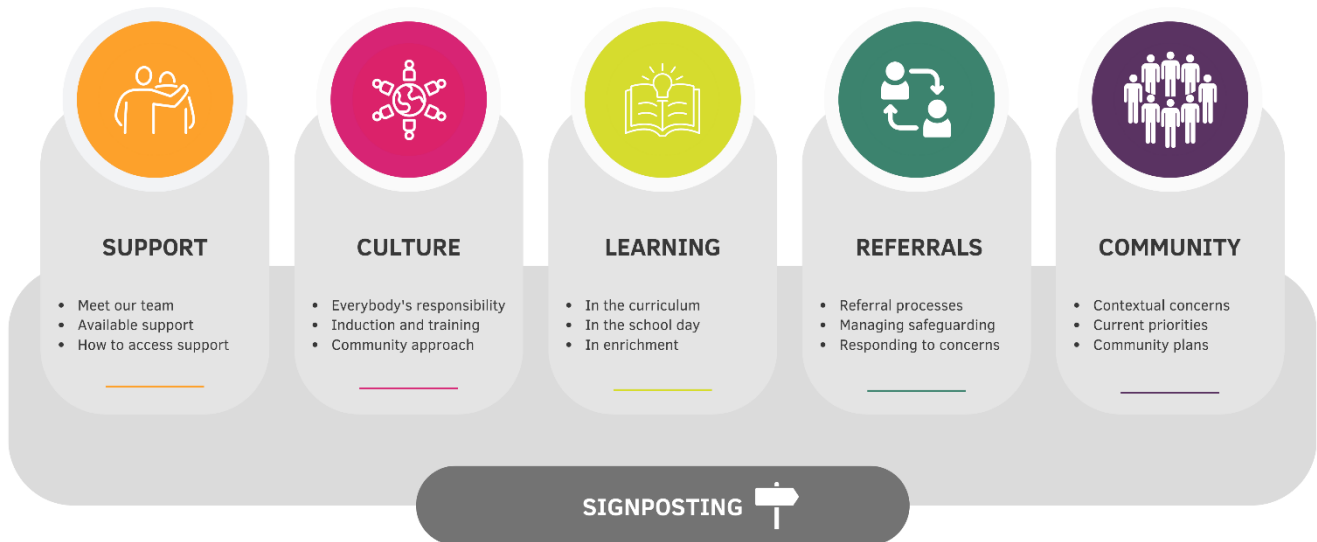 SUPPORT
• Meet our team
• Available support
• How to access support
CULTURE
• Everybody's responsibility
• Induction and training
• Community approach
LEARNING
• In the curriculum
• In the school day
• In enrichment
REFERRALS
• Referral processes
• Managing safeguarding
• Responding to concerns
COMMUNITY
• Contextual concerns
• Current priorities
• Community plans
SIGNPOSTING